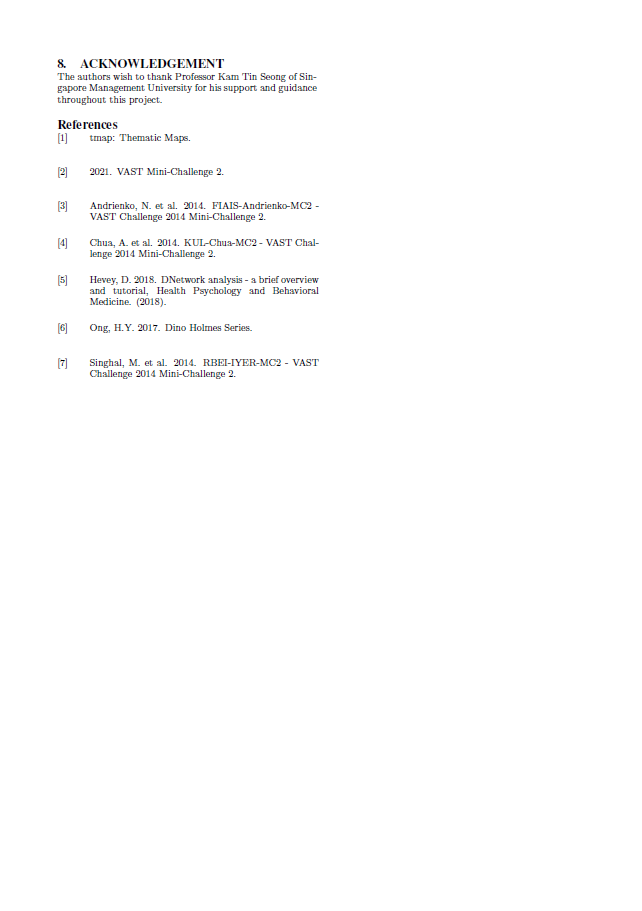 8. ACKNOWLEDGEMENT
The authors wish to thank Professor Kam Tin Seong of Sin-
gapore Management University for his support and guidance
throughout this project.
References
[1] tmap: Thematic Maps.
[2] 2021. VAST Mini-Challenge 2.
[3] Andrienko, N. et al. 2014. FIAIS-Andrienko-MC2 -
VAST Challenge 2014 Mini-Challenge 2.
[4] Chua, A. et al. 2014. KUL-Chua-MC2 - VAST Chal-
lenge 2014 Mini-Challenge 2.
[5] Hevey, D. 2018. DNetwork analysis - a brief overview
and tutorial, Health Psychology and Behavioral
Medicine. (2018).
[6] Ong, H.Y. 2017. Dino Holmes Series.
[7] Singhal, M. et al. 2014. RBEI-IYER-MC2 - VAST
Challenge 2014 Mini-Challenge 2.